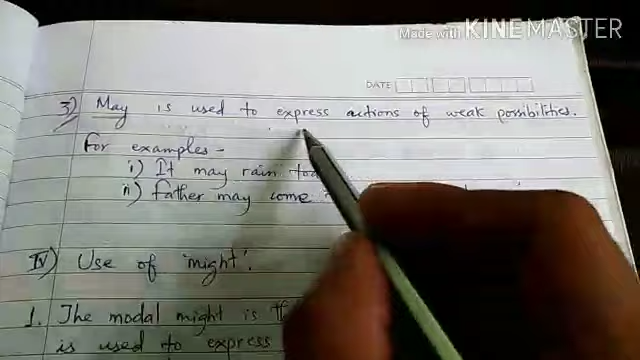 Made with KINEMASTER
DATE
3) May is used to express actions of weak possibilities.
For examples -
i) It may rain
ii) Father may come
IV) Use of 'might'.
1. The modal might is
is used to express